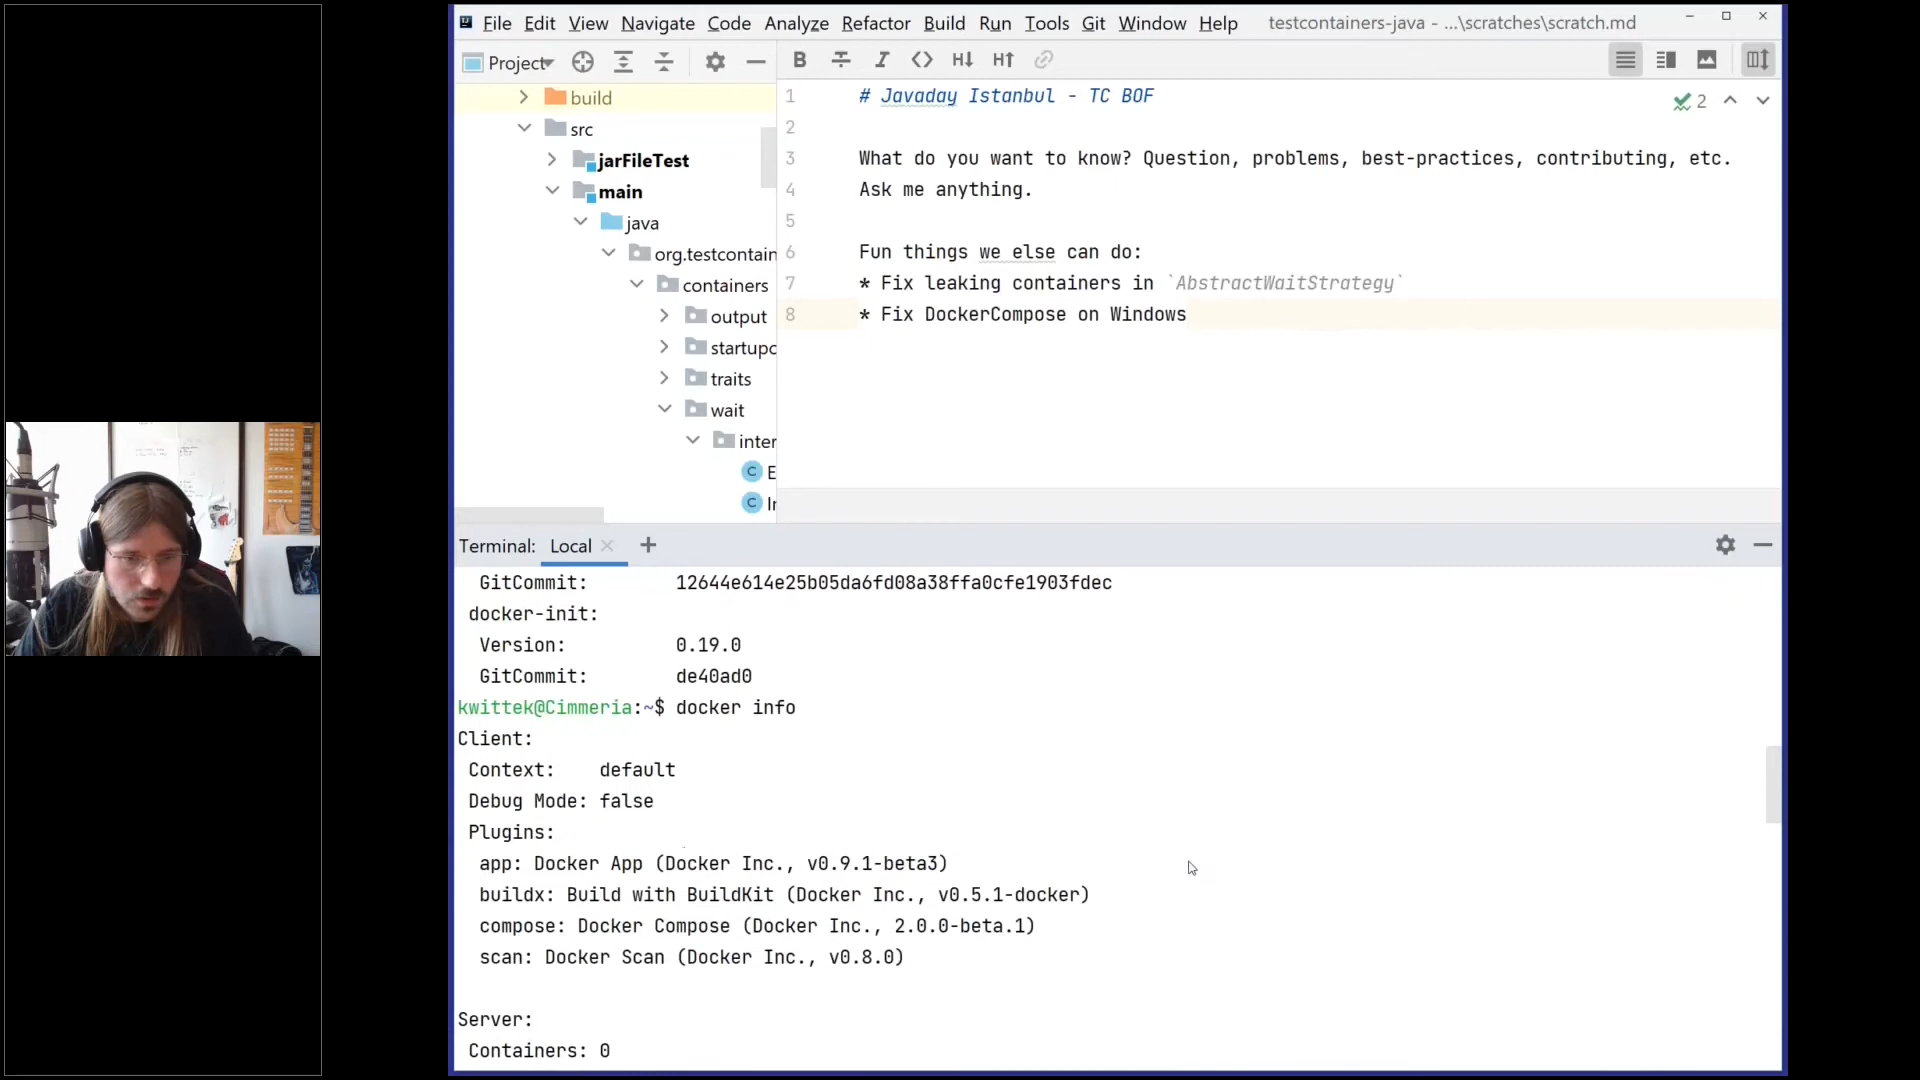 File Edit View Navigate Code Analyze Refactor Build Run Tools Git Window Help testcontainers-java - ...\scratches\scratch.md
Project
build
src
jarFileTest
main
java
org.testcontain
containers
output
startupc
traits
wait
inter
C E
C Ir
B I H↓ H↑
1 # Javaday Istanbul - TC BOF
2
3 What do you want to know? Question, problems, best-practices, contributing, etc.
4 Ask me anything.
5
6 Fun things we else can do:
7 * Fix leaking containers in `AbstractWaitStrategy`
8 * Fix DockerCompose on Windows
2
Terminal: Local
GitCommit: 12644e614e25b05da6fd08a38ffa0cfe1903fdec
docker-init:
Version: 0.19.0
GitCommit: de40ad0
kwittek@Cimmeria:~$ docker info
Client:
Context: default
Debug Mode: false
Plugins:
app: Docker App (Docker Inc., v0.9.1-beta3)
buildx: Build with BuildKit (Docker Inc., v0.5.1-docker)
compose: Docker Compose (Docker Inc., 2.0.0-beta.1)
scan: Docker Scan (Docker Inc., v0.8.0)
Server:
Containers: 0